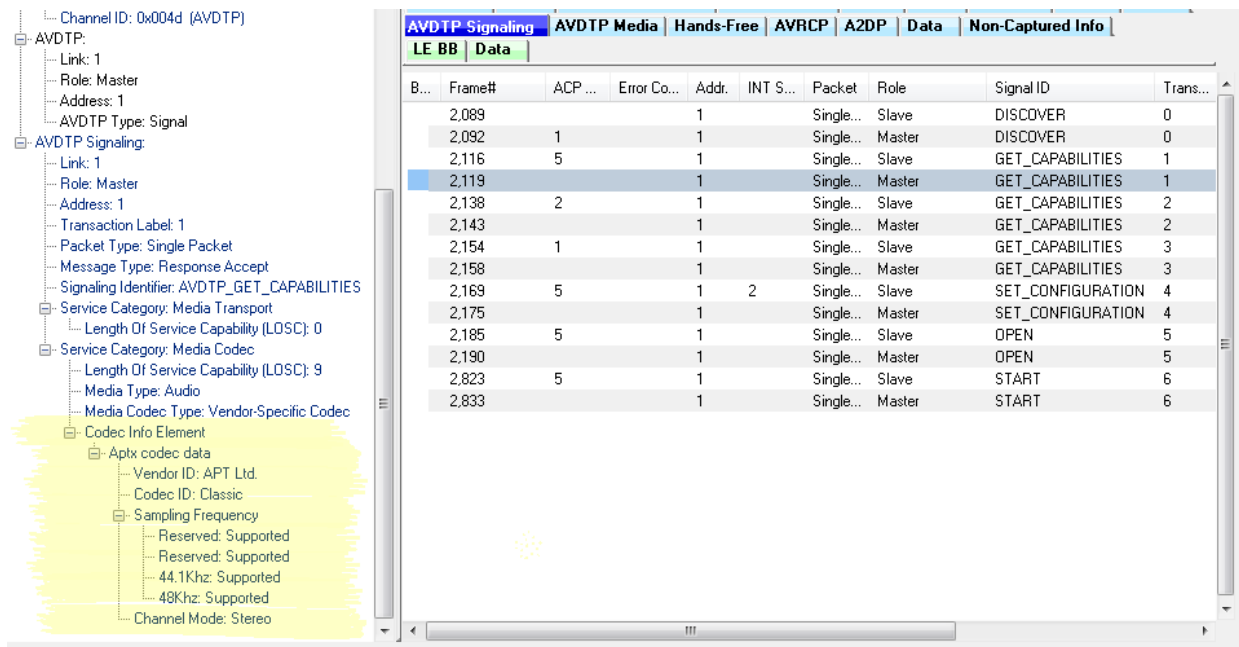 Channel ID: 0x004d (AVDTP)
AVDTP:
Link: 1
Role: Master
Address: 1
AVDTP Type: Signal
AVDTP Signaling:
Link: 1
Role: Master
Address: 1
Transaction Label: 1
Packet Type: Single Packet
Message Type: Response Accept
Signaling Identifier: AVDTP_GET_CAPABILITIES
Service Category: Media Transport
Length Of Service Capability (LOSC): 0
Service Category: Media Codec
Length Of Service Capability (LOSC): 9
Media Type: Audio
Media Codec Type: Vendor-Specific Codec
Codec Info Element
Aptx codec data
Vendor ID: APT Ltd.
Codec ID: Classic
Sampling Frequency
Reserved: Supported
Reserved: Supported
44.1Khz: Supported
48Khz: Supported
Channel Mode: Stereo
AVDTP Signaling AVDTP Media Hands-Free AVRCP A2DP Data Non-Captured Info
LE BB Data
B... Frame# ACP ... Error Co... Addr. INT S... Packet Role Signal ID Trans...
2,089 1 Single... Slave DISCOVER 0
2,092 1 1 Single... Master DISCOVER 0
2,116 5 1 Single... Slave GET_CAPABILITIES 1
2,119 1 Single... Master GET_CAPABILITIES 1
2,138 2 1 Single... Slave GET_CAPABILITIES 2
2,143 1 Single... Master GET_CAPABILITIES 2
2,154 1 1 Single... Slave GET_CAPABILITIES 3
2,158 1 Single... Master GET_CAPABILITIES 3
2,169 5 1 2 Single... Slave SET_CONFIGURATION 4
2,175 1 Single... Master SET_CONFIGURATION 4
2,185 5 1 Single... Slave OPEN 5
2,190 1 Single... Master OPEN 5
2,823 5 1 Single... Slave START 6
2,833 1 Single... Master START 6